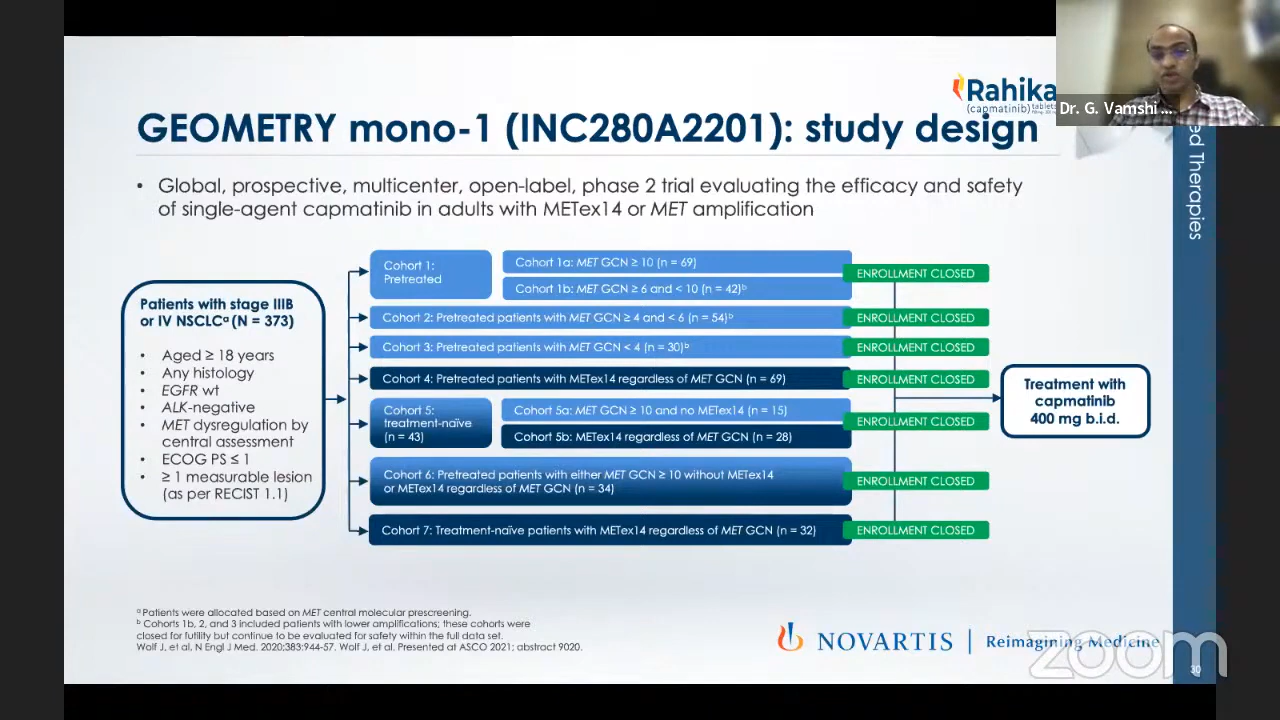 Rahika
(capmatinib) tablets
Dr. G. Vamshi ...
GEOMETRY mono-1 (INC280A2201): study design
ed Therapies
• Global, prospective, multicenter, open-label, phase 2 trial evaluating the efficacy and safety
of single-agent capmatinib in adults with METex14 or MET amplification
Patients with stage IIIB
or IV NSCLCᵃ (N = 373)
• Aged ≥ 18 years
• Any histology
• EGFR wt
• ALK-negative
• MET dysregulation by
central assessment
• ECOG PS ≤ 1
• ≥ 1 measurable lesion
(as per RECIST 1.1)
Cohort 1:
Pretreated
Cohort 1a: MET GCN ≥ 10 (n = 69)
Cohort 1b: MET GCN ≥ 6 and < 10 (n = 42)ᵇ
ENROLLMENT CLOSED
Cohort 2: Pretreated patients with MET GCN ≥ 4 and < 6 (n = 54)ᵇ
ENROLLMENT CLOSED
Cohort 3: Pretreated patients with MET GCN < 4 (n = 30)ᵇ
ENROLLMENT CLOSED
Cohort 4: Pretreated patients with METex14 regardless of MET GCN (n = 69)
ENROLLMENT CLOSED
Cohort 5:
treatment-naïve
(n = 43)
Cohort 5a: MET GCN ≥ 10 and no METex14 (n = 15)
Cohort 5b: METex14 regardless of MET GCN (n = 28)
ENROLLMENT CLOSED
Cohort 6: Pretreated patients with either MET GCN ≥ 10 without METex14
or METex14 regardless of MET GCN (n = 34)
ENROLLMENT CLOSED
Cohort 7: Treatment-naïve patients with METex14 regardless of MET GCN (n = 32)
ENROLLMENT CLOSED
Treatment with
capmatinib
400 mg b.i.d.
ᵃ Patients were allocated based on MET central molecular prescreening.
ᵇ Cohorts 1b, 2, and 3 included patients with lower amplifications; these cohorts were
closed for futility but continue to be evaluated for safety within the full data set.
Wolf J, et al. N Engl J Med. 2020;383:944-57. Wolf J, et al. Presented at ASCO 2021; abstract 9020.
NOVARTIS | Reimagining Medicine
zoom
30